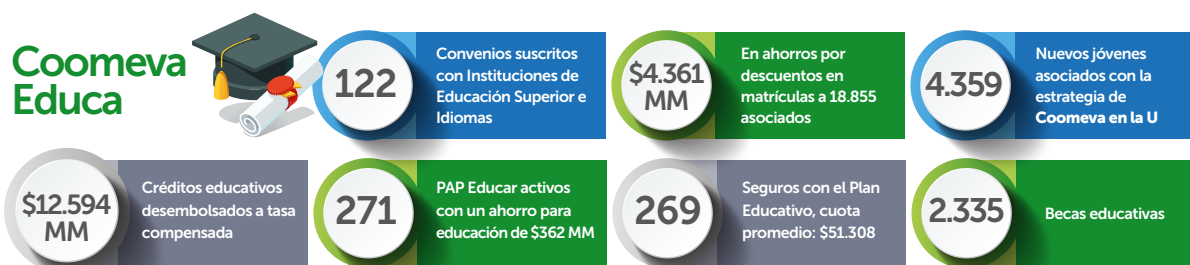 Coomeva
Educa
122
Convenios suscritos
con Instituciones de
Educación Superior e
Idiomas
$4.361
MM
En ahorros por
descuentos en
matrículas a 18.855
asociados
4.359
Nuevos jóvenes
asociados con la
estrategia de
Coomeva en la U
$12.594
MM
Créditos educativos
desembolsados a tasa
compensada
271
PAP Educar activos
con un ahorro para
educación de $362 MM
269
Seguros con el Plan
Educativo, cuota
promedio: $51.308
2.335
Becas educativas